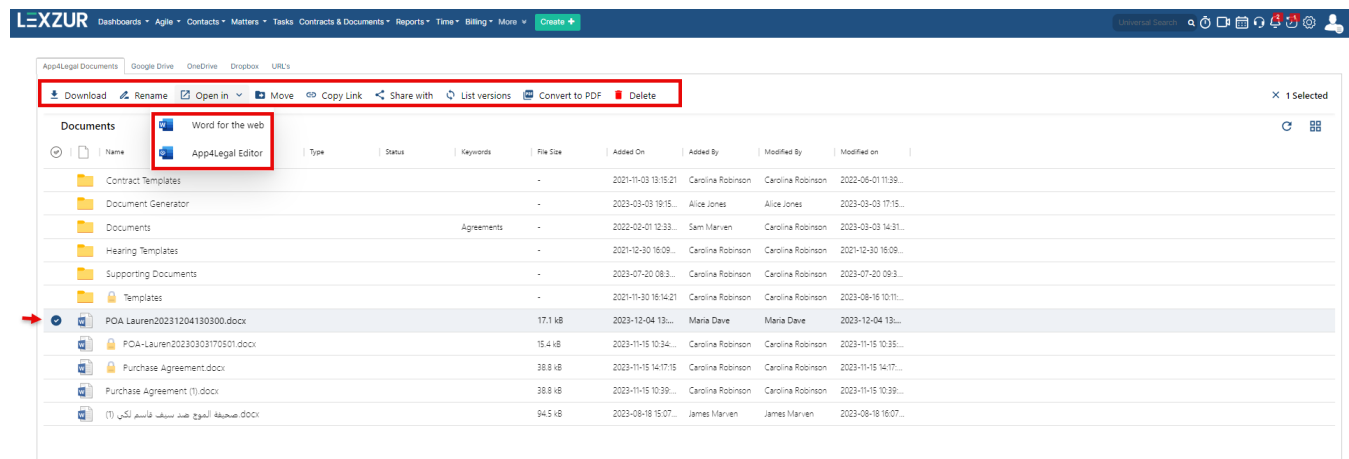 LEXZUR Dashboards Agile Contacts Matters Tasks Contracts & Documents Reports Time Billing More Create + Universal Search
App4Legal Documents Google Drive OneDrive Dropbox URL's
Download Rename Open in Move Copy Link Share with List versions Convert to PDF Delete 1 Selected
Documents Word for the web
Name App4Legal Editor Type Status Keywords File Size Added On Added By Modified By Modified on
Contract Templates - 2021-11-03 13:15:21 Carolina Robinson Carolina Robinson 2022-06-01 11:39...
Document Generator - 2023-03-03 19:15... Alice Jones Alice Jones 2023-03-03 17:15...
Documents Agreements - 2022-02-01 12:33... Sam Marven Carolina Robinson 2023-03-03 14:31...
Hearing Templates - 2021-12-30 16:09... Carolina Robinson Carolina Robinson 2021-12-30 16:09...
Supporting Documents - 2023-07-20 08:3... Carolina Robinson Carolina Robinson 2023-07-20 09:3...
Templates - 2021-11-30 16:14:21 Carolina Robinson Carolina Robinson 2023-08-16 10:11:...
POA Lauren20231204130300.docx 17.1 kB 2023-12-04 13:... Maria Dave Maria Dave 2023-12-04 13:...
POA-Lauren20230303170501.docx 15.4 kB 2023-11-15 10:34:... Carolina Robinson Carolina Robinson 2023-11-15 10:35:...
Purchase Agreement.docx 38.8 kB 2023-11-15 14:17:15 Carolina Robinson Carolina Robinson 2023-11-15 14:17:...
Purchase Agreement (1).docx 38.8 kB 2023-11-15 10:39:... Carolina Robinson Carolina Robinson 2023-11-15 10:39:...
صحيفة الموج ضد سيف قاسم لكي (1).docx 94.5 kB 2023-08-18 15:07... James Marven James Marven 2023-08-18 16:07...